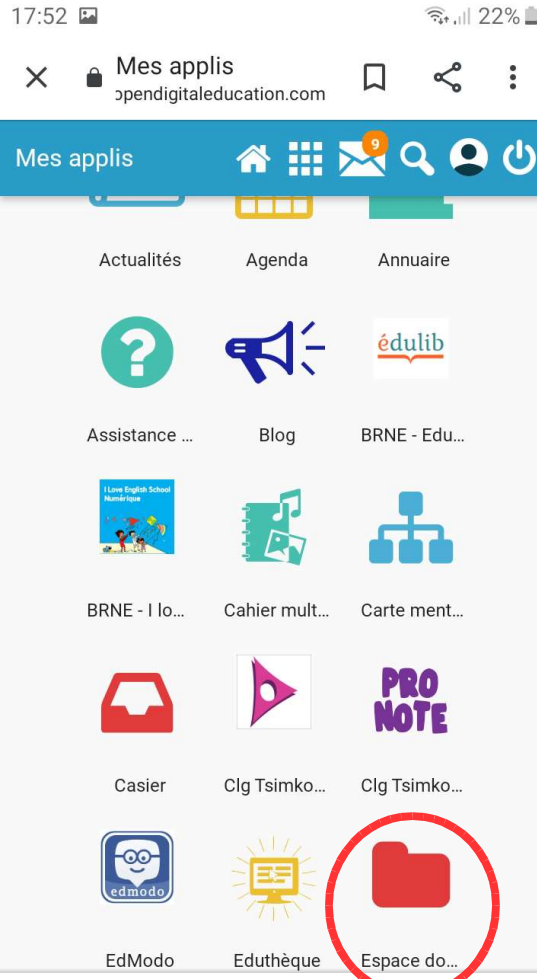 17:52 22%
Mes applis
opendigitaleducation.com
Mes applis 9
Actualités Agenda Annuaire
édulib
Assistance ... Blog BRNE - Edu...
I Love English School
Numérique
BRNE - I lo... Cahier mult... Carte ment...
PRO
NOTE
Casier Clg Tsimko... Clg Tsimko...
edmodo
EdModo Eduthèque Espace do...